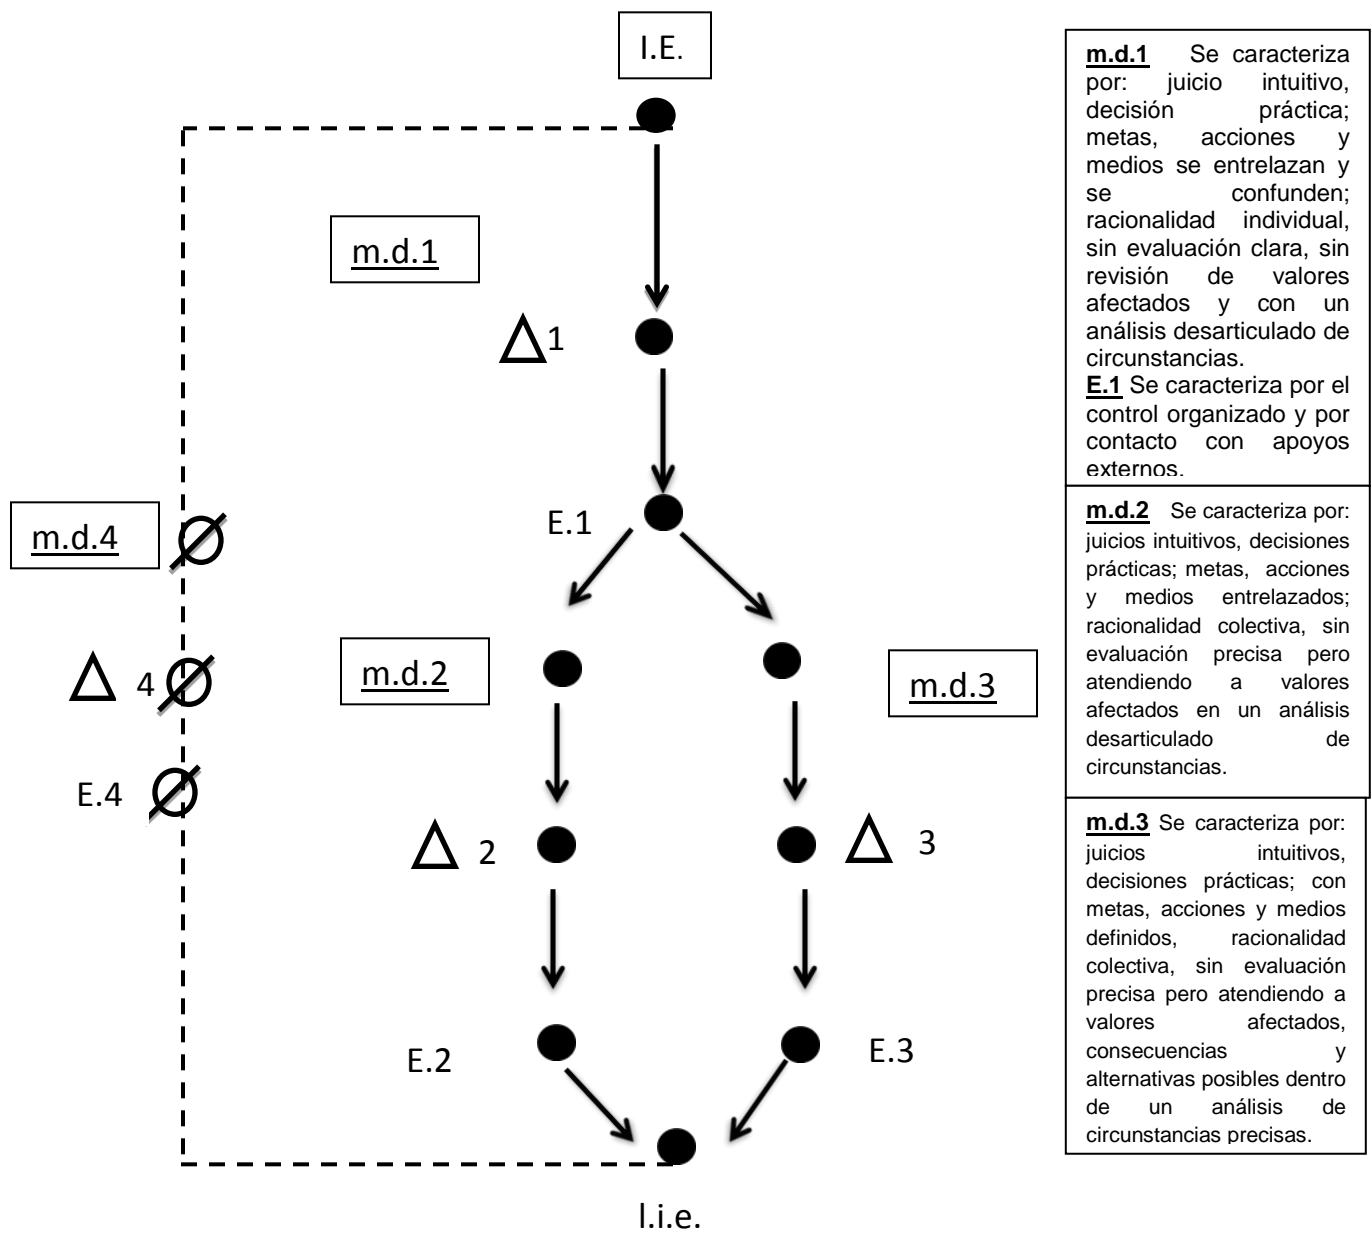 I.E.
m.d.1
△ 1
E.1
m.d.4
m.d.2
m.d.3
△ 4
E.4
△ 2
△ 3
E.2
E.3
l.i.e.
m.d.1 Se caracteriza
por: juicio intuitivo,
decisión práctica;
metas, acciones y
medios se entrelazan y
se confunden;
racionalidad individual,
sin evaluación clara, sin
revisión de valores
afectados y con un
análisis desarticulado de
circunstancias.
E.1 Se caracteriza por el
control organizado y por
contacto con apoyos
externos.
m.d.2 Se caracteriza por:
juicios intuitivos, decisiones
prácticas; metas, acciones
y medios entrelazados;
racionalidad colectiva, sin
evaluación precisa pero
atendiendo a valores
afectados en un análisis
desarticulado de
circunstancias.
m.d.3 Se caracteriza por:
juicios intuitivos,
decisiones prácticas; con
metas, acciones y medios
definidos, racionalidad
colectiva, sin evaluación
precisa pero atendiendo a
valores afectados,
consecuencias y
alternativas posibles dentro
de un análisis de
circunstancias precisas.